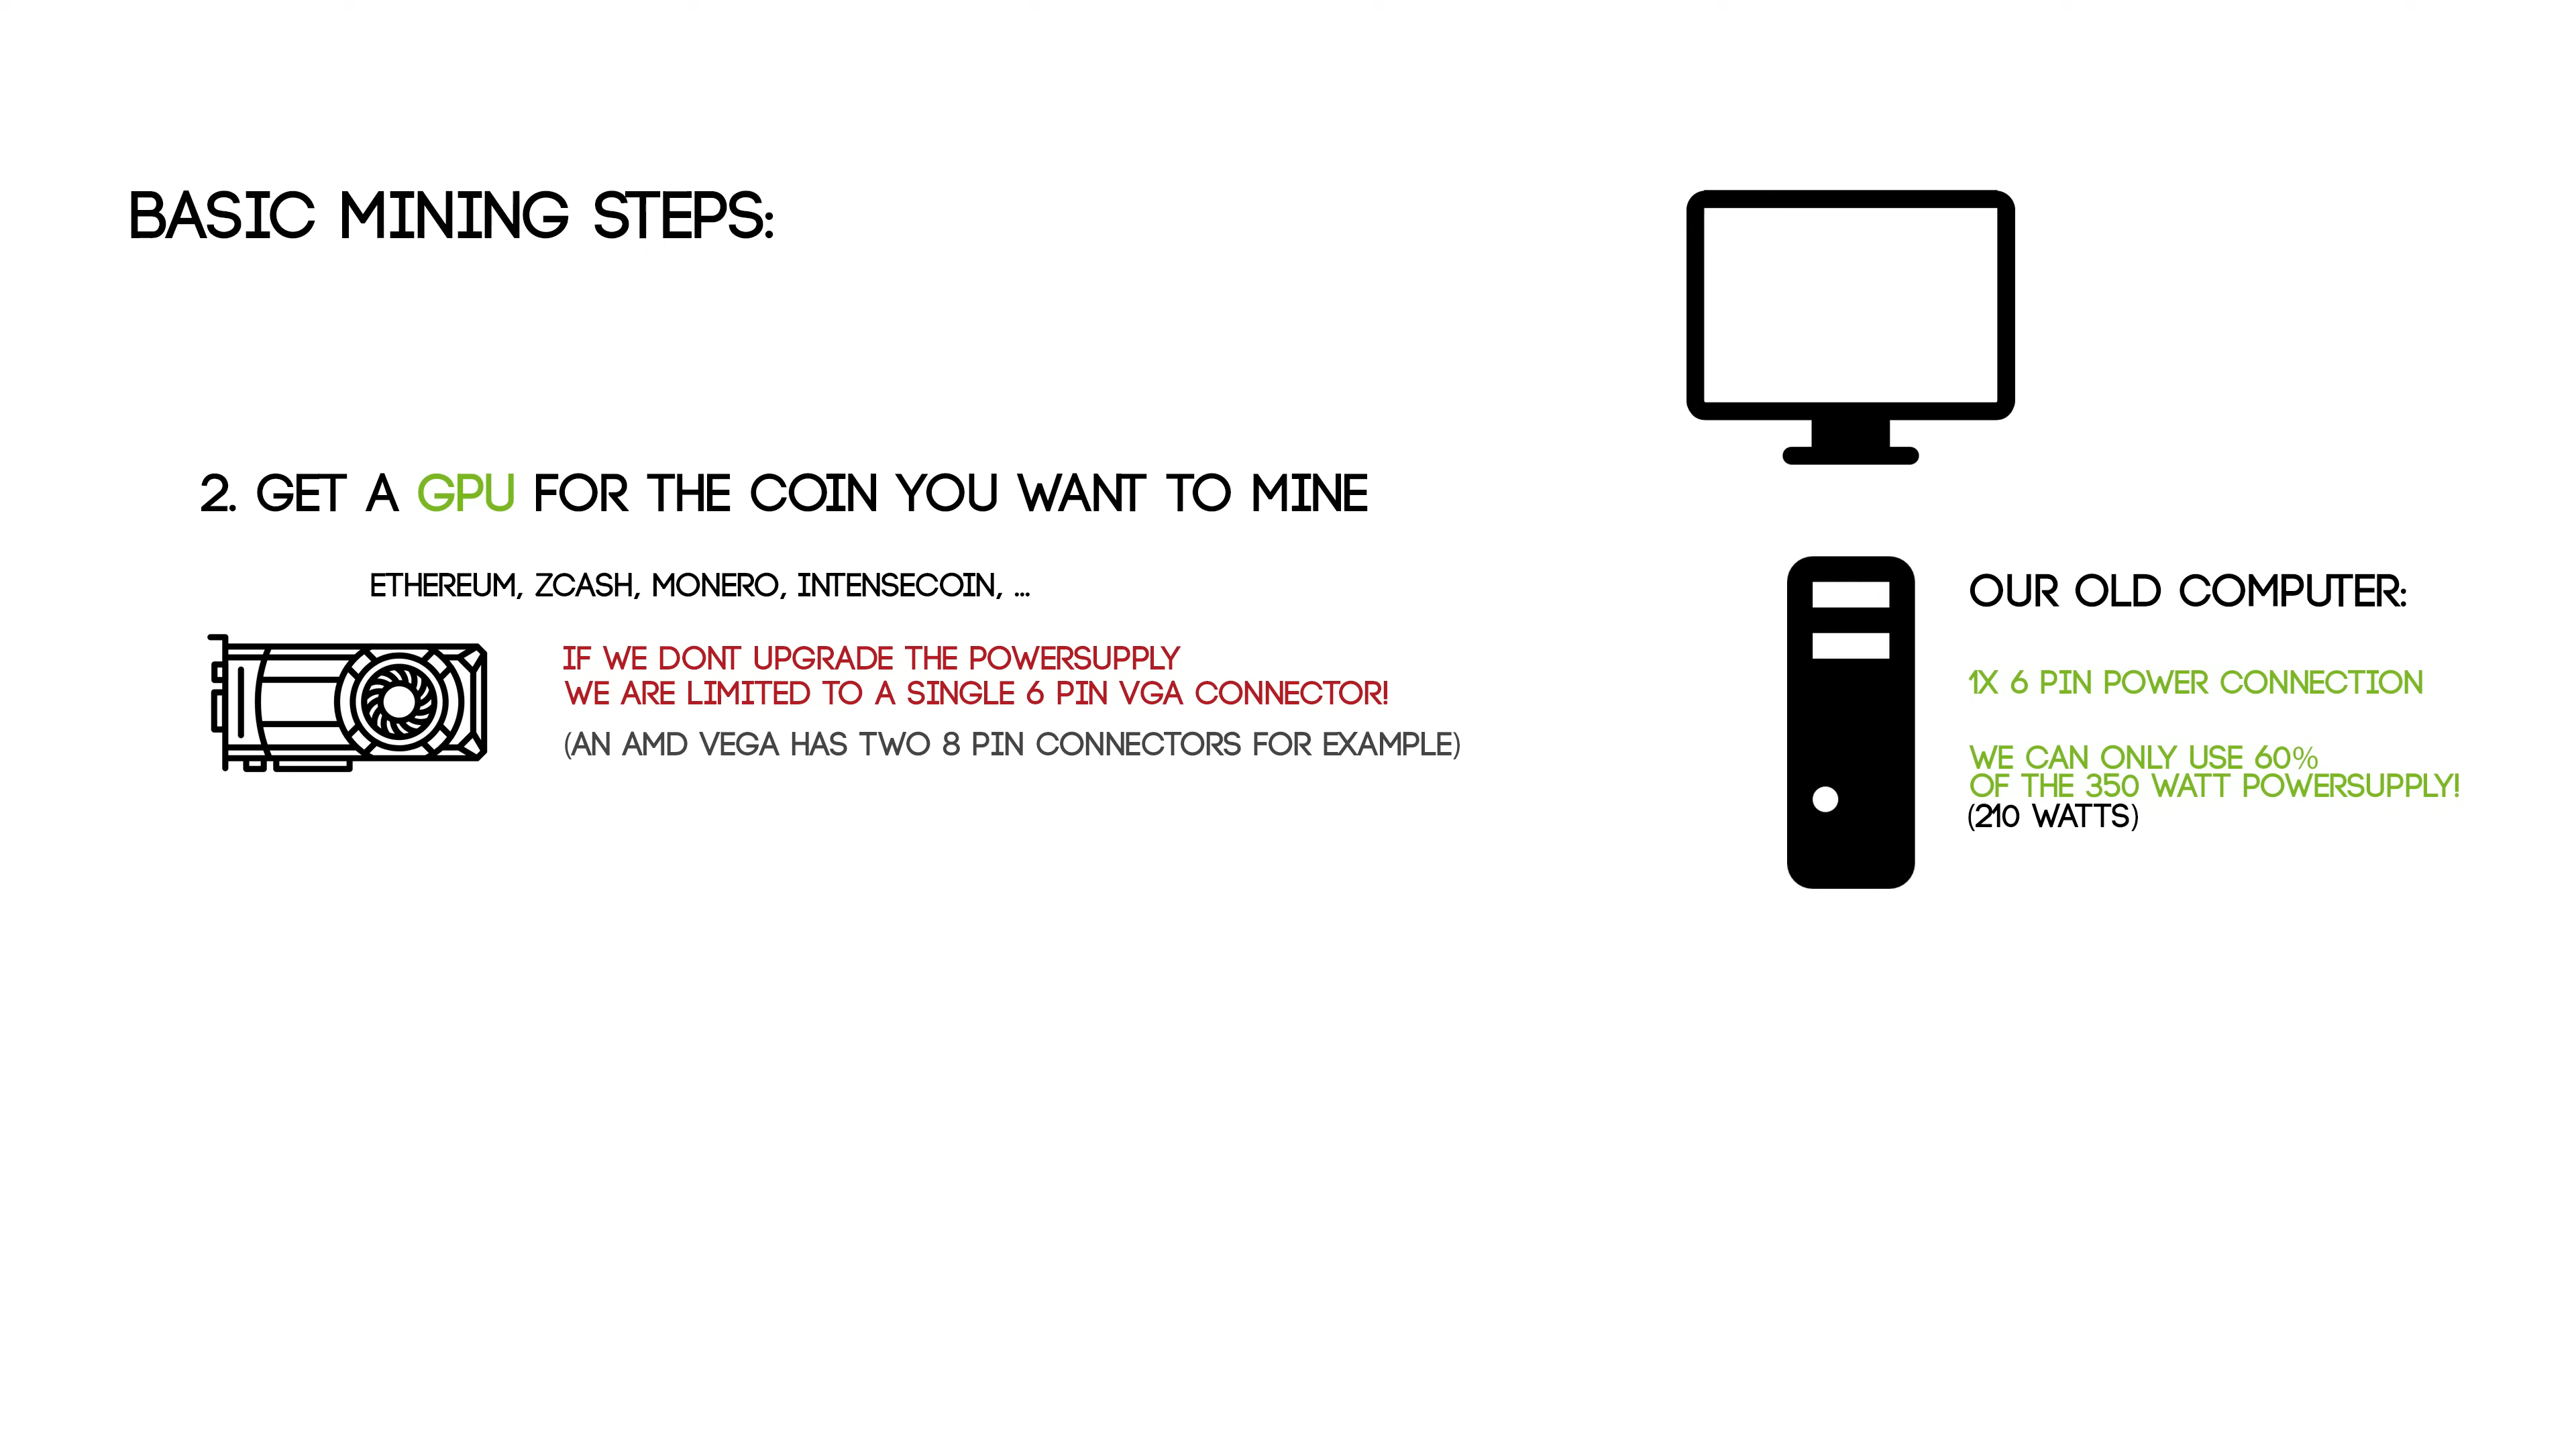 BASIC MINING STEPS:
2. GET A GPU FOR THE COIN YOU WANT TO MINE
ETHEREUM, ZCASH, MONERO, INTENSECOIN, ...
IF WE DONT UPGRADE THE POWERSUPPLY
WE ARE LIMITED TO A SINGLE 6 PIN VGA CONNECTOR!
(AN AMD VEGA HAS TWO 8 PIN CONNECTORS FOR EXAMPLE)
OUR OLD COMPUTER:
1X 6 PIN POWER CONNECTION
WE CAN ONLY USE 60%
OF THE 350 WATT POWERSUPPLY!
(210 WATTS)